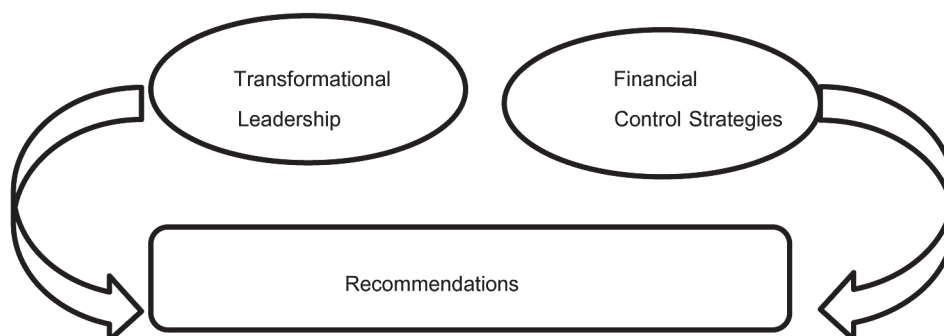 Transformational
Leadership
Financial
Control Strategies
Recommendations